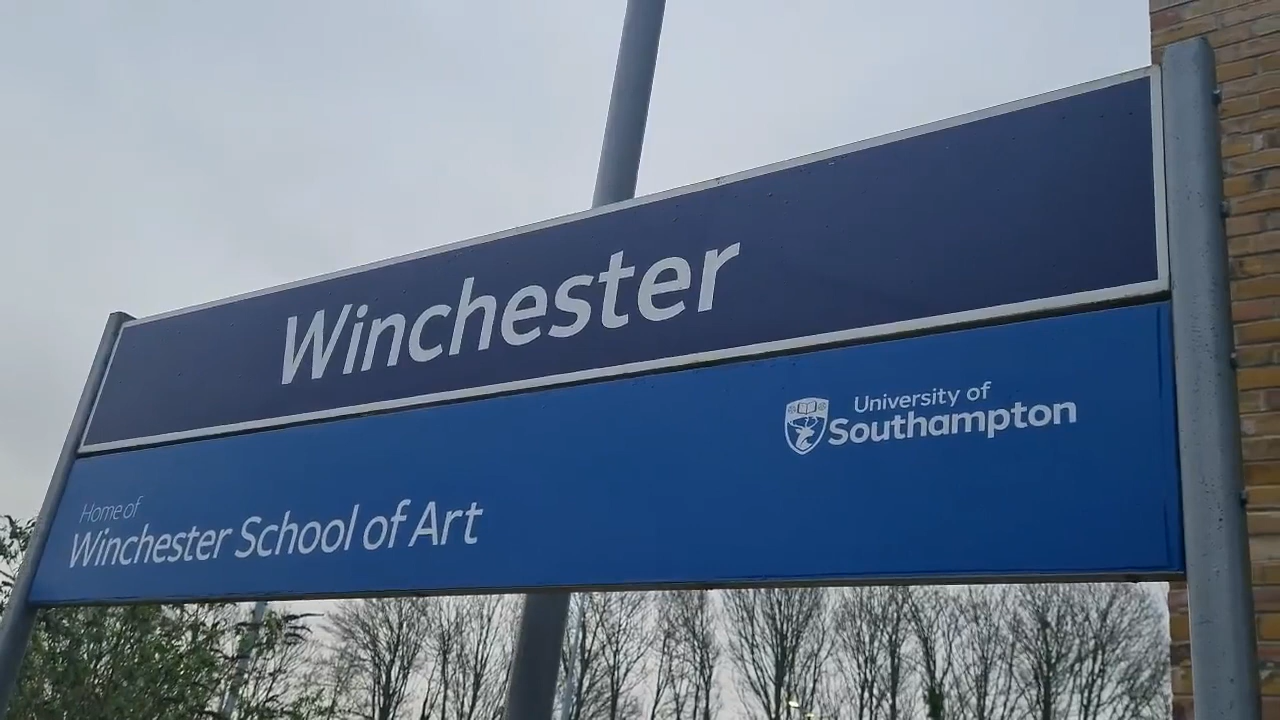 Winchester
University of
Southampton
Home of
Winchester School of Art